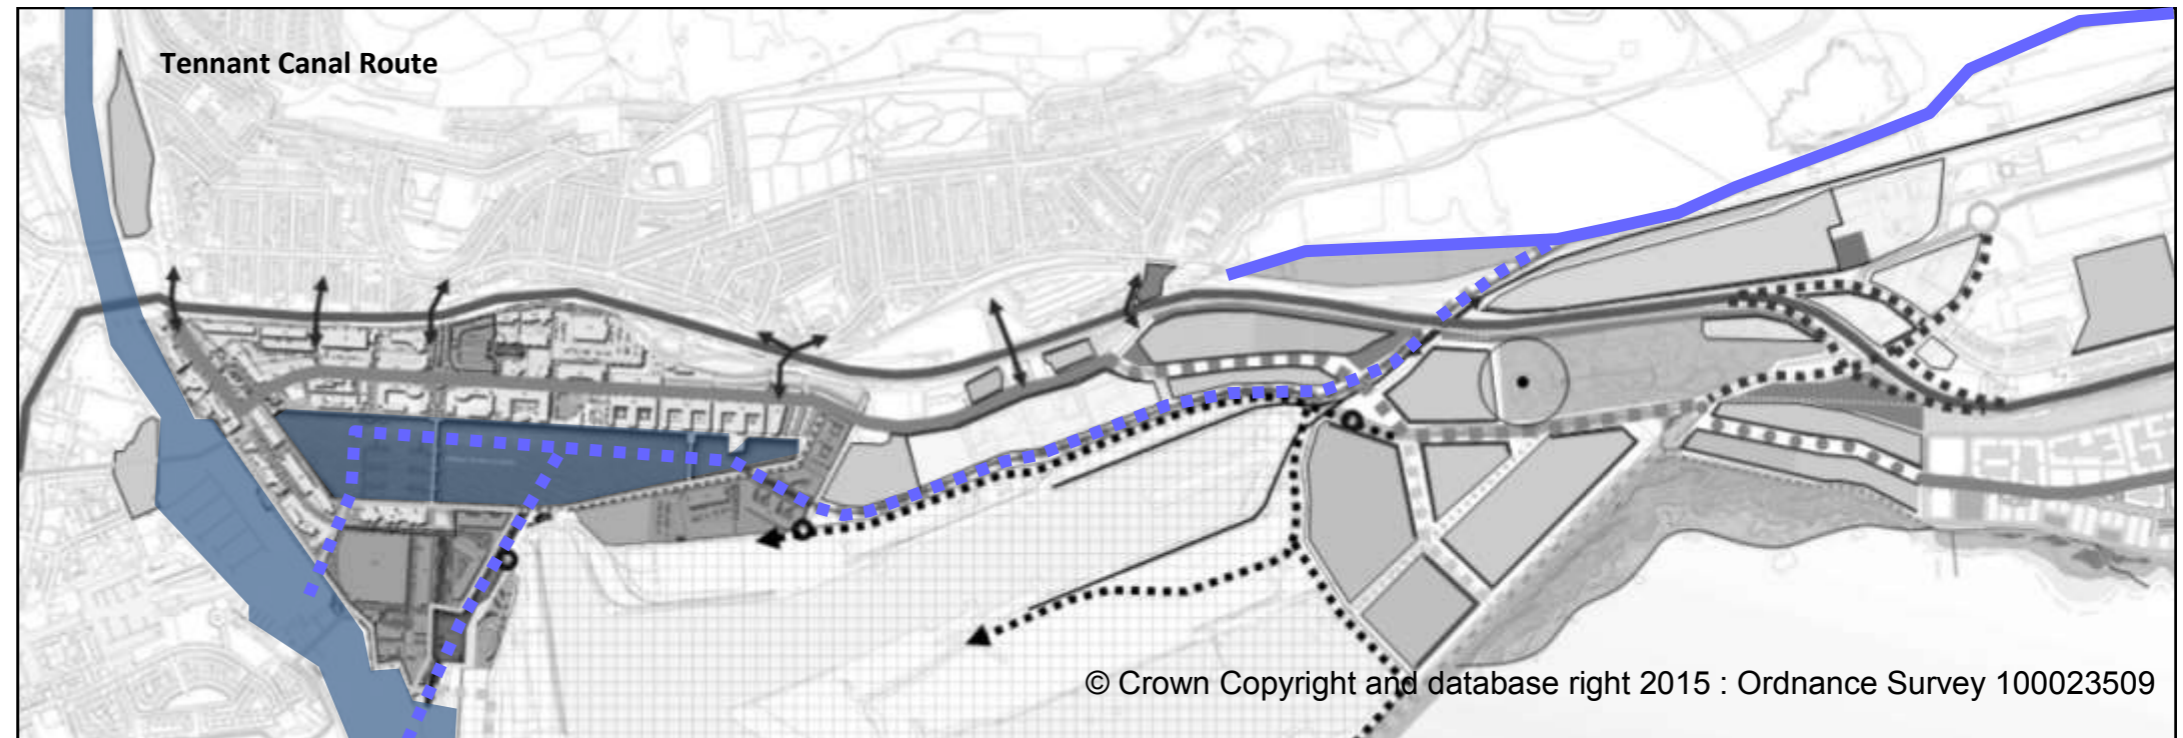 Tennant Canal Route
© Crown Copyright and database right 2015 : Ordnance Survey 100023509